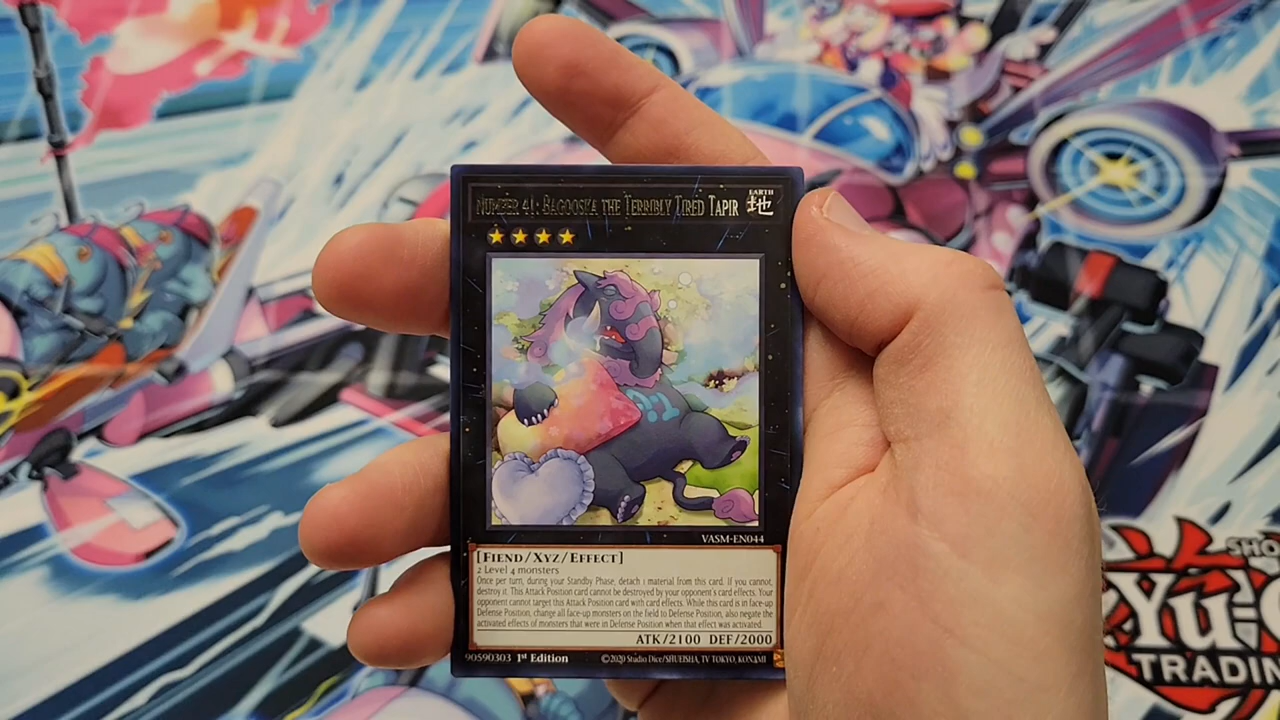 NUMBER 41: BAGOOSKA THE TERRIBLY TIRED TAPIR
EARTH
地
41
VASM-EN044
[FIEND/XYZ/EFFECT]
2 Level 4 monsters
Once per turn, during your Standby Phase, detach 1 material from this card. If you cannot,
destroy it. This Attack Position card cannot be destroyed by your opponent's card effects. Your
opponent cannot target this Attack Position card with card effects. While this card is in face-up
Defense Position, change all face-up monsters on the field to Defense Position, also negate the
activated effects of monsters that were in Defense Position when that effect was activated.
ATK/2100 DEF/2000
90590303 1st Edition ©2020 Studio Dice/SHUEISHA, TV TOKYO, KONAMI
SHO
Yu-G
TRADIN